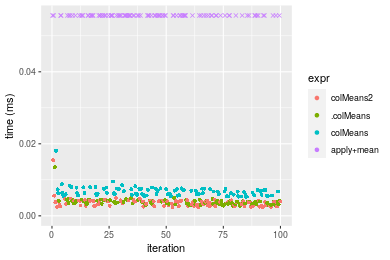 0.04
0.02
0.00
time (ms)
0
25
50
75
100
iteration
expr
colMeans2
.colMeans
colMeans
apply+mean